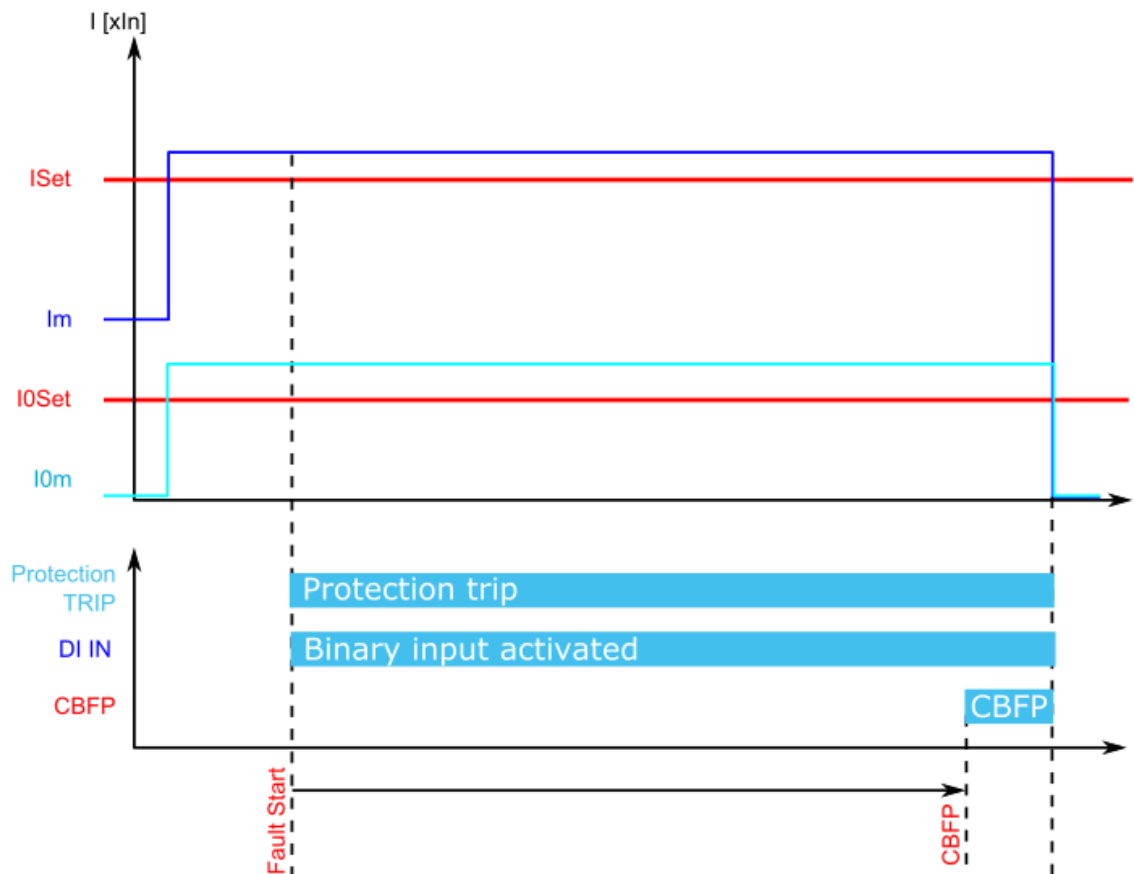 I [xIn]
ISet
Im
I0Set
I0m
Protection
TRIP
Protection trip
DI IN
Binary input activated
CBFP
CBFP
Fault Start
CBFP